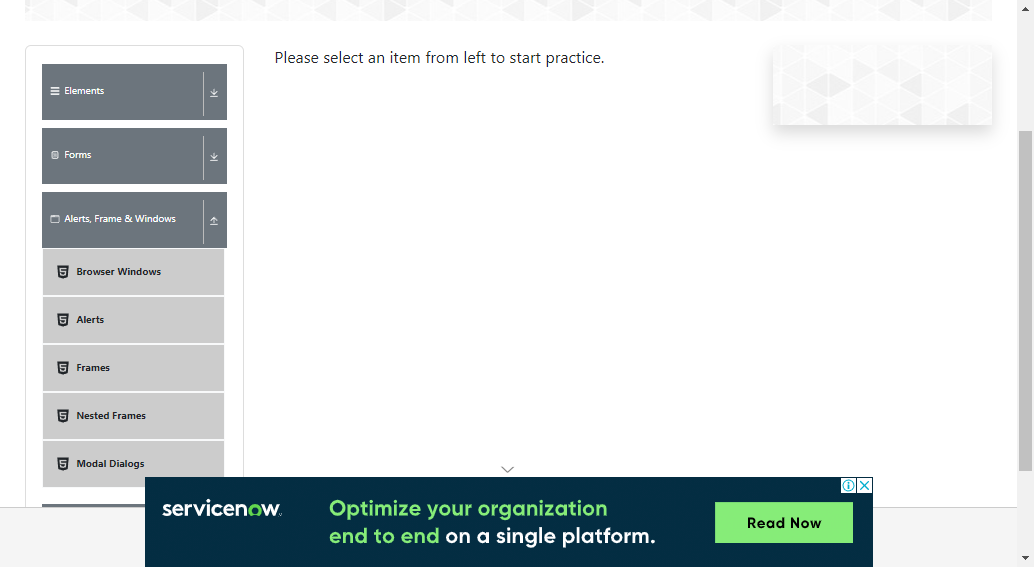 Please select an item from left to start practice.
Elements
Forms
Alerts, Frame & Windows
Browser Windows
Alerts
Frames
Nested Frames
Modal Dialogs
servicenow.
Optimize your organization
end to end on a single platform.
Read Now